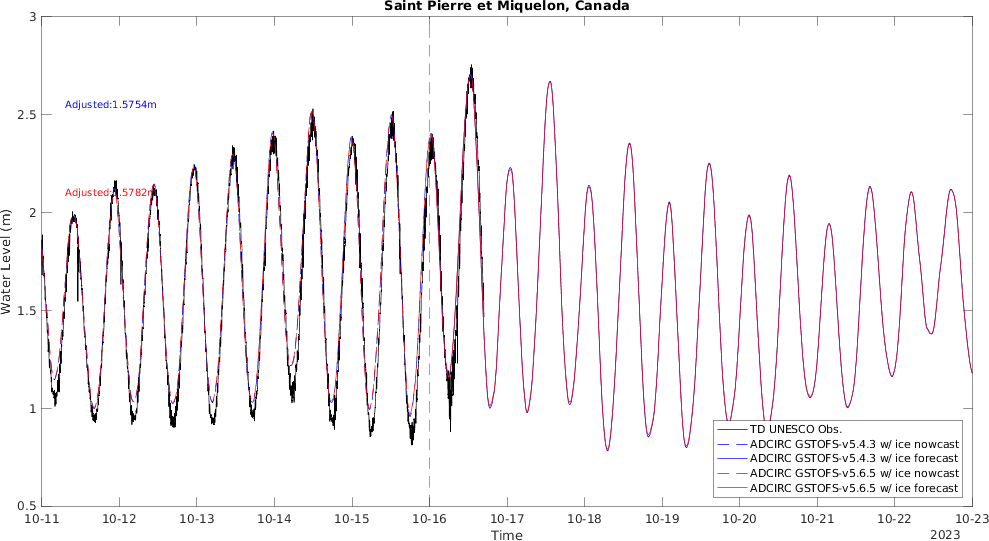 Saint Pierre et Miquelon, Canada
3
2.5
2
1.5
1
0.5
Water Level (m)
Adjusted:1.5754m
Adjusted:1.5782m
TD UNESCO Obs.
ADCIRC GSTOFS-v5.4.3 w/ ice nowcast
ADCIRC GSTOFS-v5.4.3 w/ ice forecast
ADCIRC GSTOFS-v5.6.5 w/ ice nowcast
ADCIRC GSTOFS-v5.6.5 w/ ice forecast
10-11 10-12 10-13 10-14 10-15 10-16 10-17 10-18 10-19 10-20 10-21 10-22 10-23
Time
2023